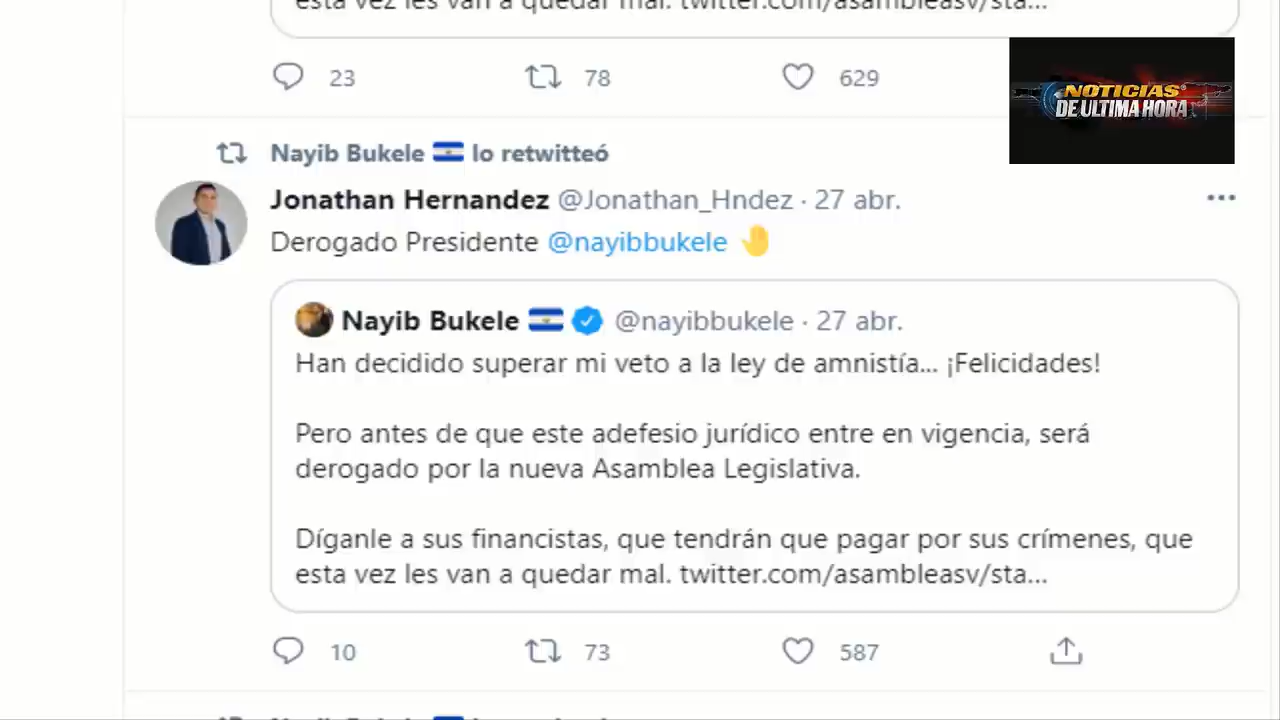 esta vez les van a quedar mal. twitter.com/asambleasv/sta...
23 78 629
NOTICIAS
DE ULTIMA HORA
Nayib Bukele 🇸🇻 lo retwitteó
Jonathan Hernandez @Jonathan_Hndez · 27 abr.
Derogado Presidente @nayibbukele 🤚
Nayib Bukele 🇸🇻 @nayibbukele · 27 abr.
Han decidido superar mi veto a la ley de amnistía... ¡Felicidades!
Pero antes de que este adefesio jurídico entre en vigencia, será
derogado por la nueva Asamblea Legislativa.
Díganle a sus financistas, que tendrán que pagar por sus crímenes, que
esta vez les van a quedar mal. twitter.com/asambleasv/sta...
10 73 587